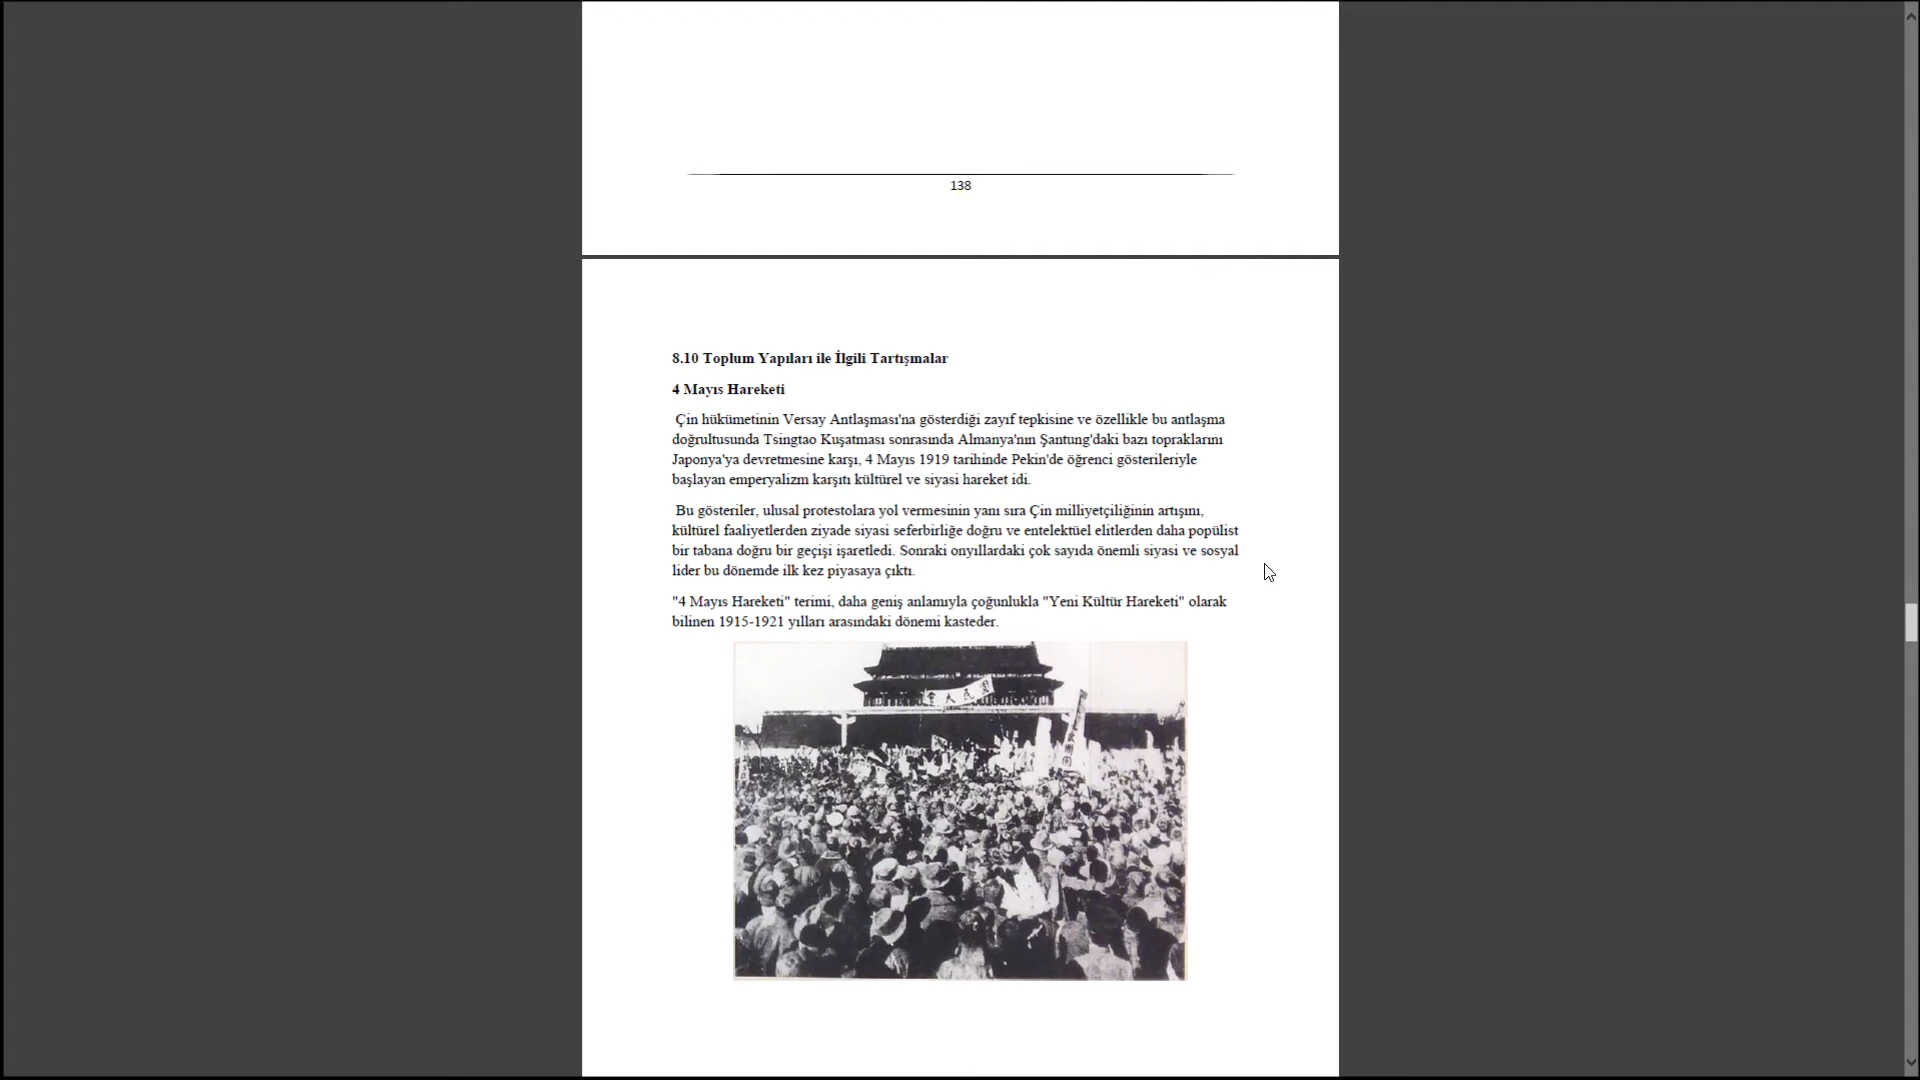 138
8.10 Toplum Yapıları ile İlgili Tartışmalar
4 Mayıs Hareketi
Çin hükümetinin Versay Antlaşması'na gösterdiği zayıf tepkisine ve özellikle bu antlaşma
doğrultusunda Tsingtao Kuşatması sonrasında Almanya'nın Şantung'daki bazı topraklarını
Japonya'ya devretmesine karşı, 4 Mayıs 1919 tarihinde Pekin'de öğrenci gösterileriyle
başlayan emperyalizm karşıtı kültürel ve siyasi hareket idi.
Bu gösteriler, ulusal protestolara yol vermesinin yanı sıra Çin milliyetçiliğinin artışını,
kültürel faaliyetlerden ziyade siyasi seferbirliğe doğru ve entelektüel elitlerden daha popülist
bir tabana doğru bir geçişi işaretledi. Sonraki onyıllardaki çok sayıda önemli siyasi ve sosyal
lider bu dönemde ilk kez piyasaya çıktı.
"4 Mayıs Hareketi" terimi, daha geniş anlamıyla çoğunlukla "Yeni Kültür Hareketi" olarak
bilinen 1915-1921 yılları arasındaki dönemi kasteder.